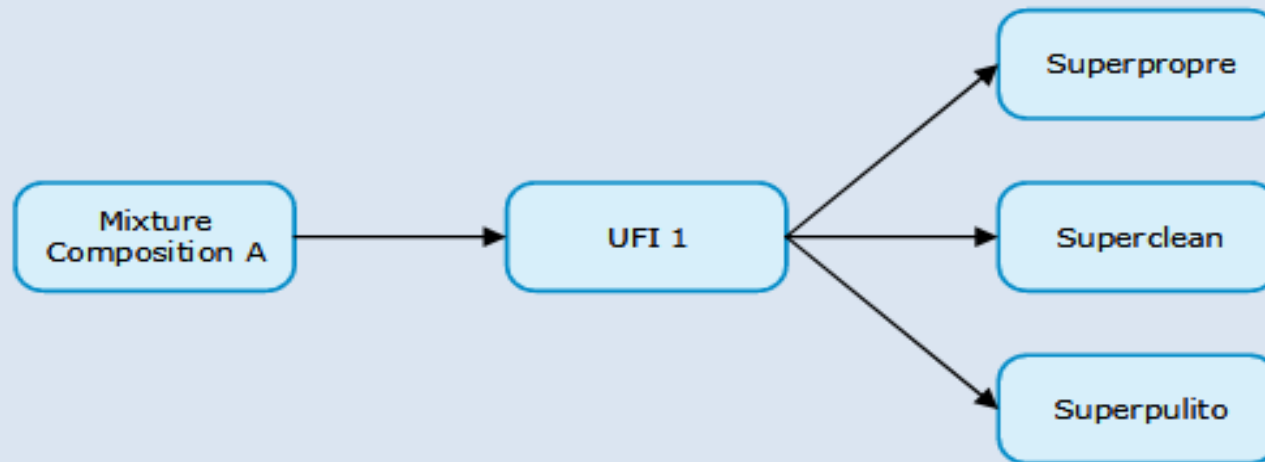 Mixture
Composition A
UFI 1
Superpropre
Superclean
Superpulito